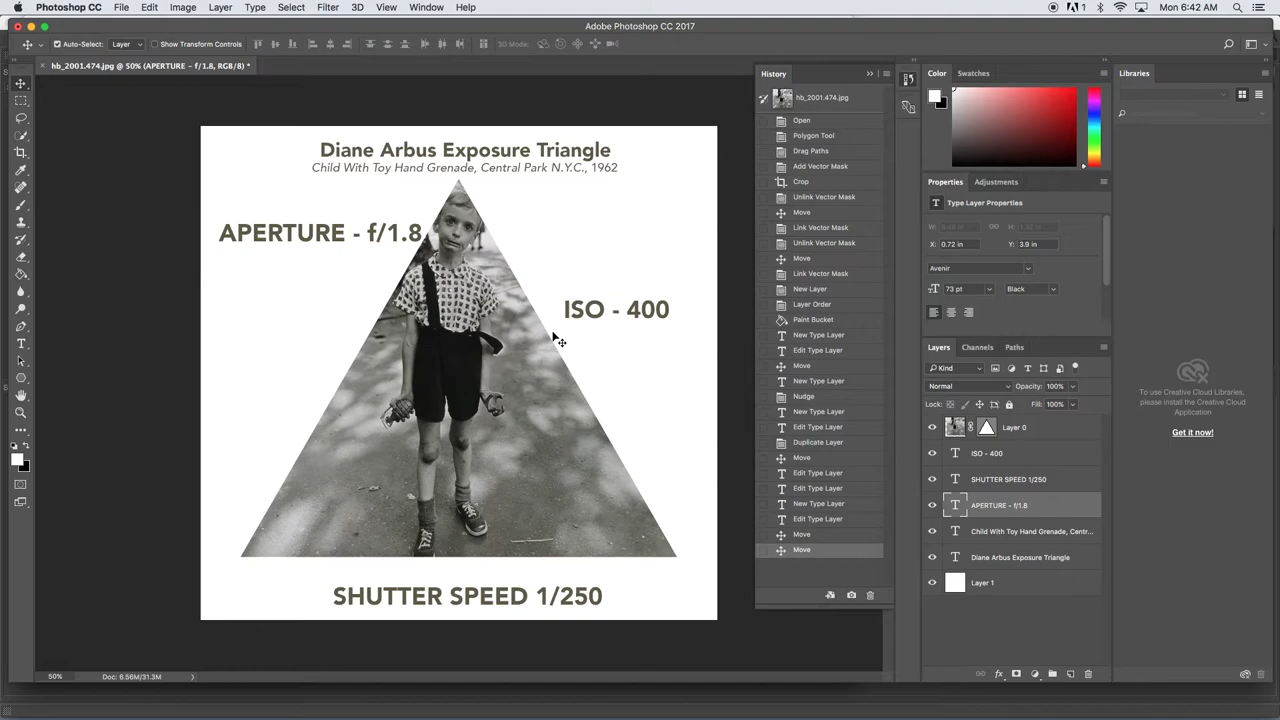 Photoshop CC File Edit Image Layer Type Select Filter 3D View Window Help
1 Mon 6:42 AM
Adobe Photoshop CC 2017
Auto-Select: Layer Show Transform Controls 3D Mode:
hb_2001.474.jpg @ 50% (APERTURE - f/1.8, RGB/8) *
Diane Arbus Exposure Triangle
Child With Toy Hand Grenade, Central Park N.Y.C., 1962
APERTURE - f/1.8
ISO - 400
SHUTTER SPEED 1/250
50% Doc: 6.56M/31.3M
History
hb_2001.474.jpg
Open
Polygon Tool
Drag Paths
Add Vector Mask
Crop
Unlink Vector Mask
Move
Link Vector Mask
Unlink Vector Mask
Move
Link Vector Mask
New Layer
Layer Order
Paint Bucket
New Type Layer
Edit Type Layer
Move
New Type Layer
Nudge
New Type Layer
Edit Type Layer
Duplicate Layer
Move
Edit Type Layer
Edit Type Layer
New Type Layer
Edit Type Layer
Move
Move
Color Swatches
Properties Adjustments
Type Layer Properties
W: H:
X: 0.72 in Y: 3.9 in
Avenir
73 pt Black
Layers Channels Paths
Kind
Normal Opacity: 100%
Lock: Fill: 100%
Layer 0
ISO - 400
SHUTTER SPEED 1/250
APERTURE - f/1.8
Child With Toy Hand Grenade, Centr...
Diane Arbus Exposure Triangle
Layer 1
Libraries
To use Creative Cloud Libraries,
please install the Creative Cloud
Application
Get it now!